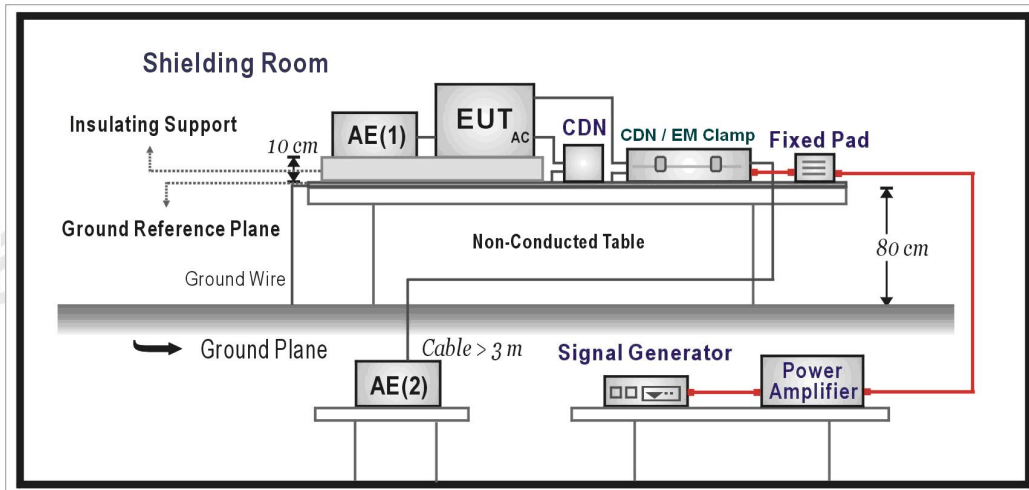 Shielding Room
Insulating Support
10 cm
AE(1)
EUT
AC
CDN
CDN / EM Clamp
Fixed Pad
Ground Reference Plane
Non-Conducted Table
80 cm
Ground Wire
Ground Plane
Cable > 3 m
Signal Generator
AE(2)
Power
Amplifier